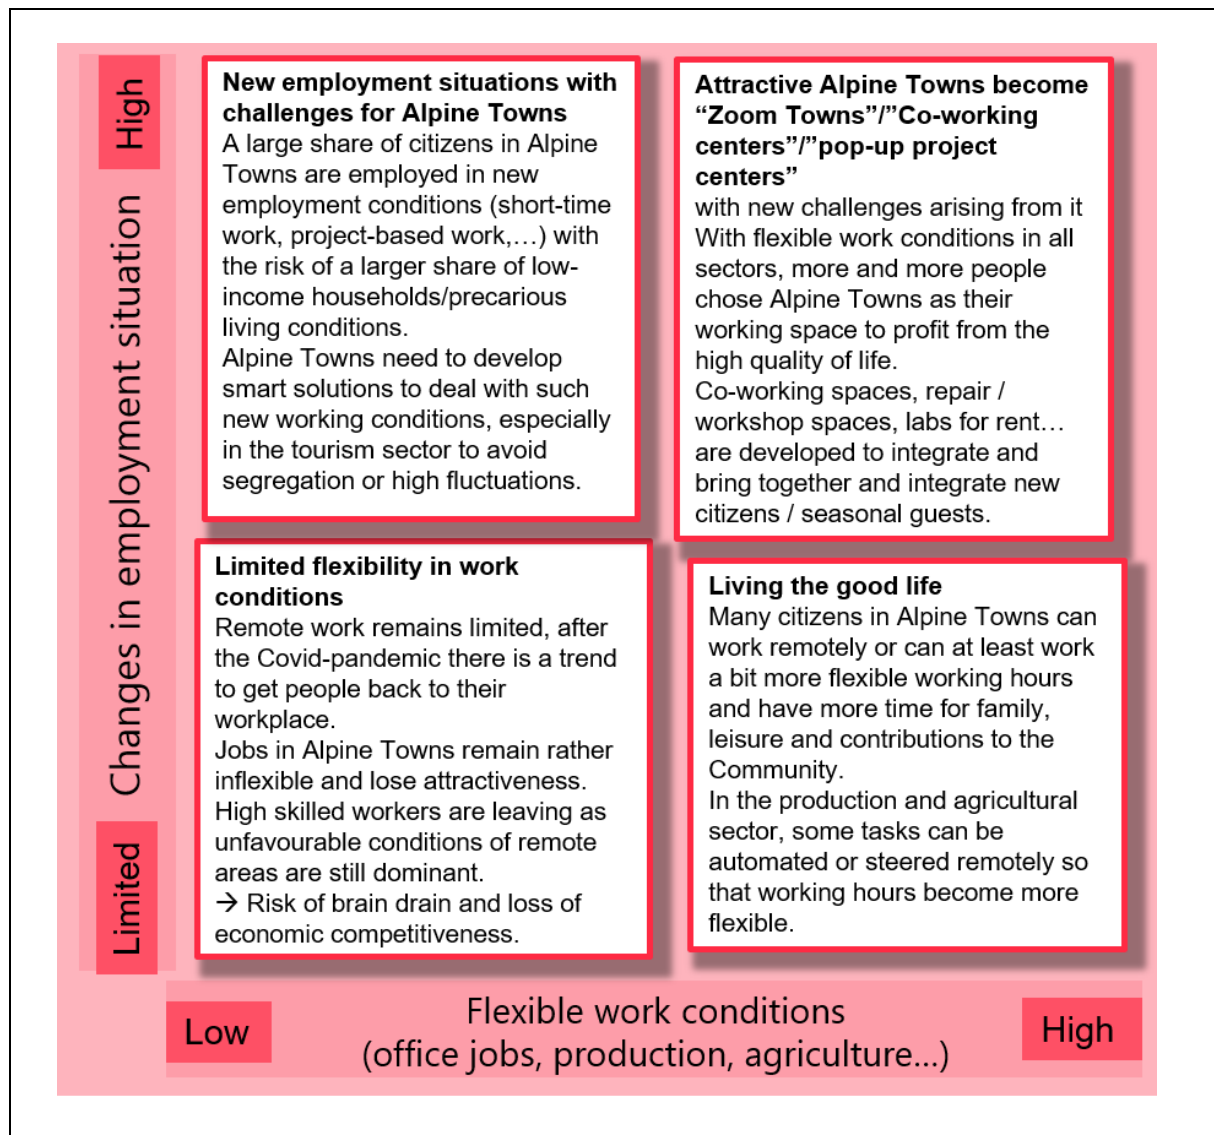 High
Changes in employment situation
Limited
New employment situations with
challenges for Alpine Towns
A large share of citizens in Alpine
Towns are employed in new
employment conditions (short-time
work, project-based work,...) with
the risk of a larger share of low-
income households/precarious
living conditions.
Alpine Towns need to develop
smart solutions to deal with such
new working conditions, especially
in the tourism sector to avoid
segregation or high fluctuations.
Attractive Alpine Towns become
“Zoom Towns”/”Co-working
centers”/”pop-up project
centers”
with new challenges arising from it
With flexible work conditions in all
sectors, more and more people
chose Alpine Towns as their
working space to profit from the
high quality of life.
Co-working spaces, repair /
workshop spaces, labs for rent…
are developed to integrate and
bring together and integrate new
citizens / seasonal guests.
Limited flexibility in work
conditions
Remote work remains limited, after
the Covid-pandemic there is a trend
to get people back to their
workplace.
Jobs in Alpine Towns remain rather
inflexible and lose attractiveness.
High skilled workers are leaving as
unfavourable conditions of remote
areas are still dominant.
→ Risk of brain drain and loss of
economic competitiveness.
Living the good life
Many citizens in Alpine Towns can
work remotely or can at least work
a bit more flexible working hours
and have more time for family,
leisure and contributions to the
Community.
In the production and agricultural
sector, some tasks can be
automated or steered remotely so
that working hours become more
flexible.
Low
Flexible work conditions
(office jobs, production, agriculture...)
High